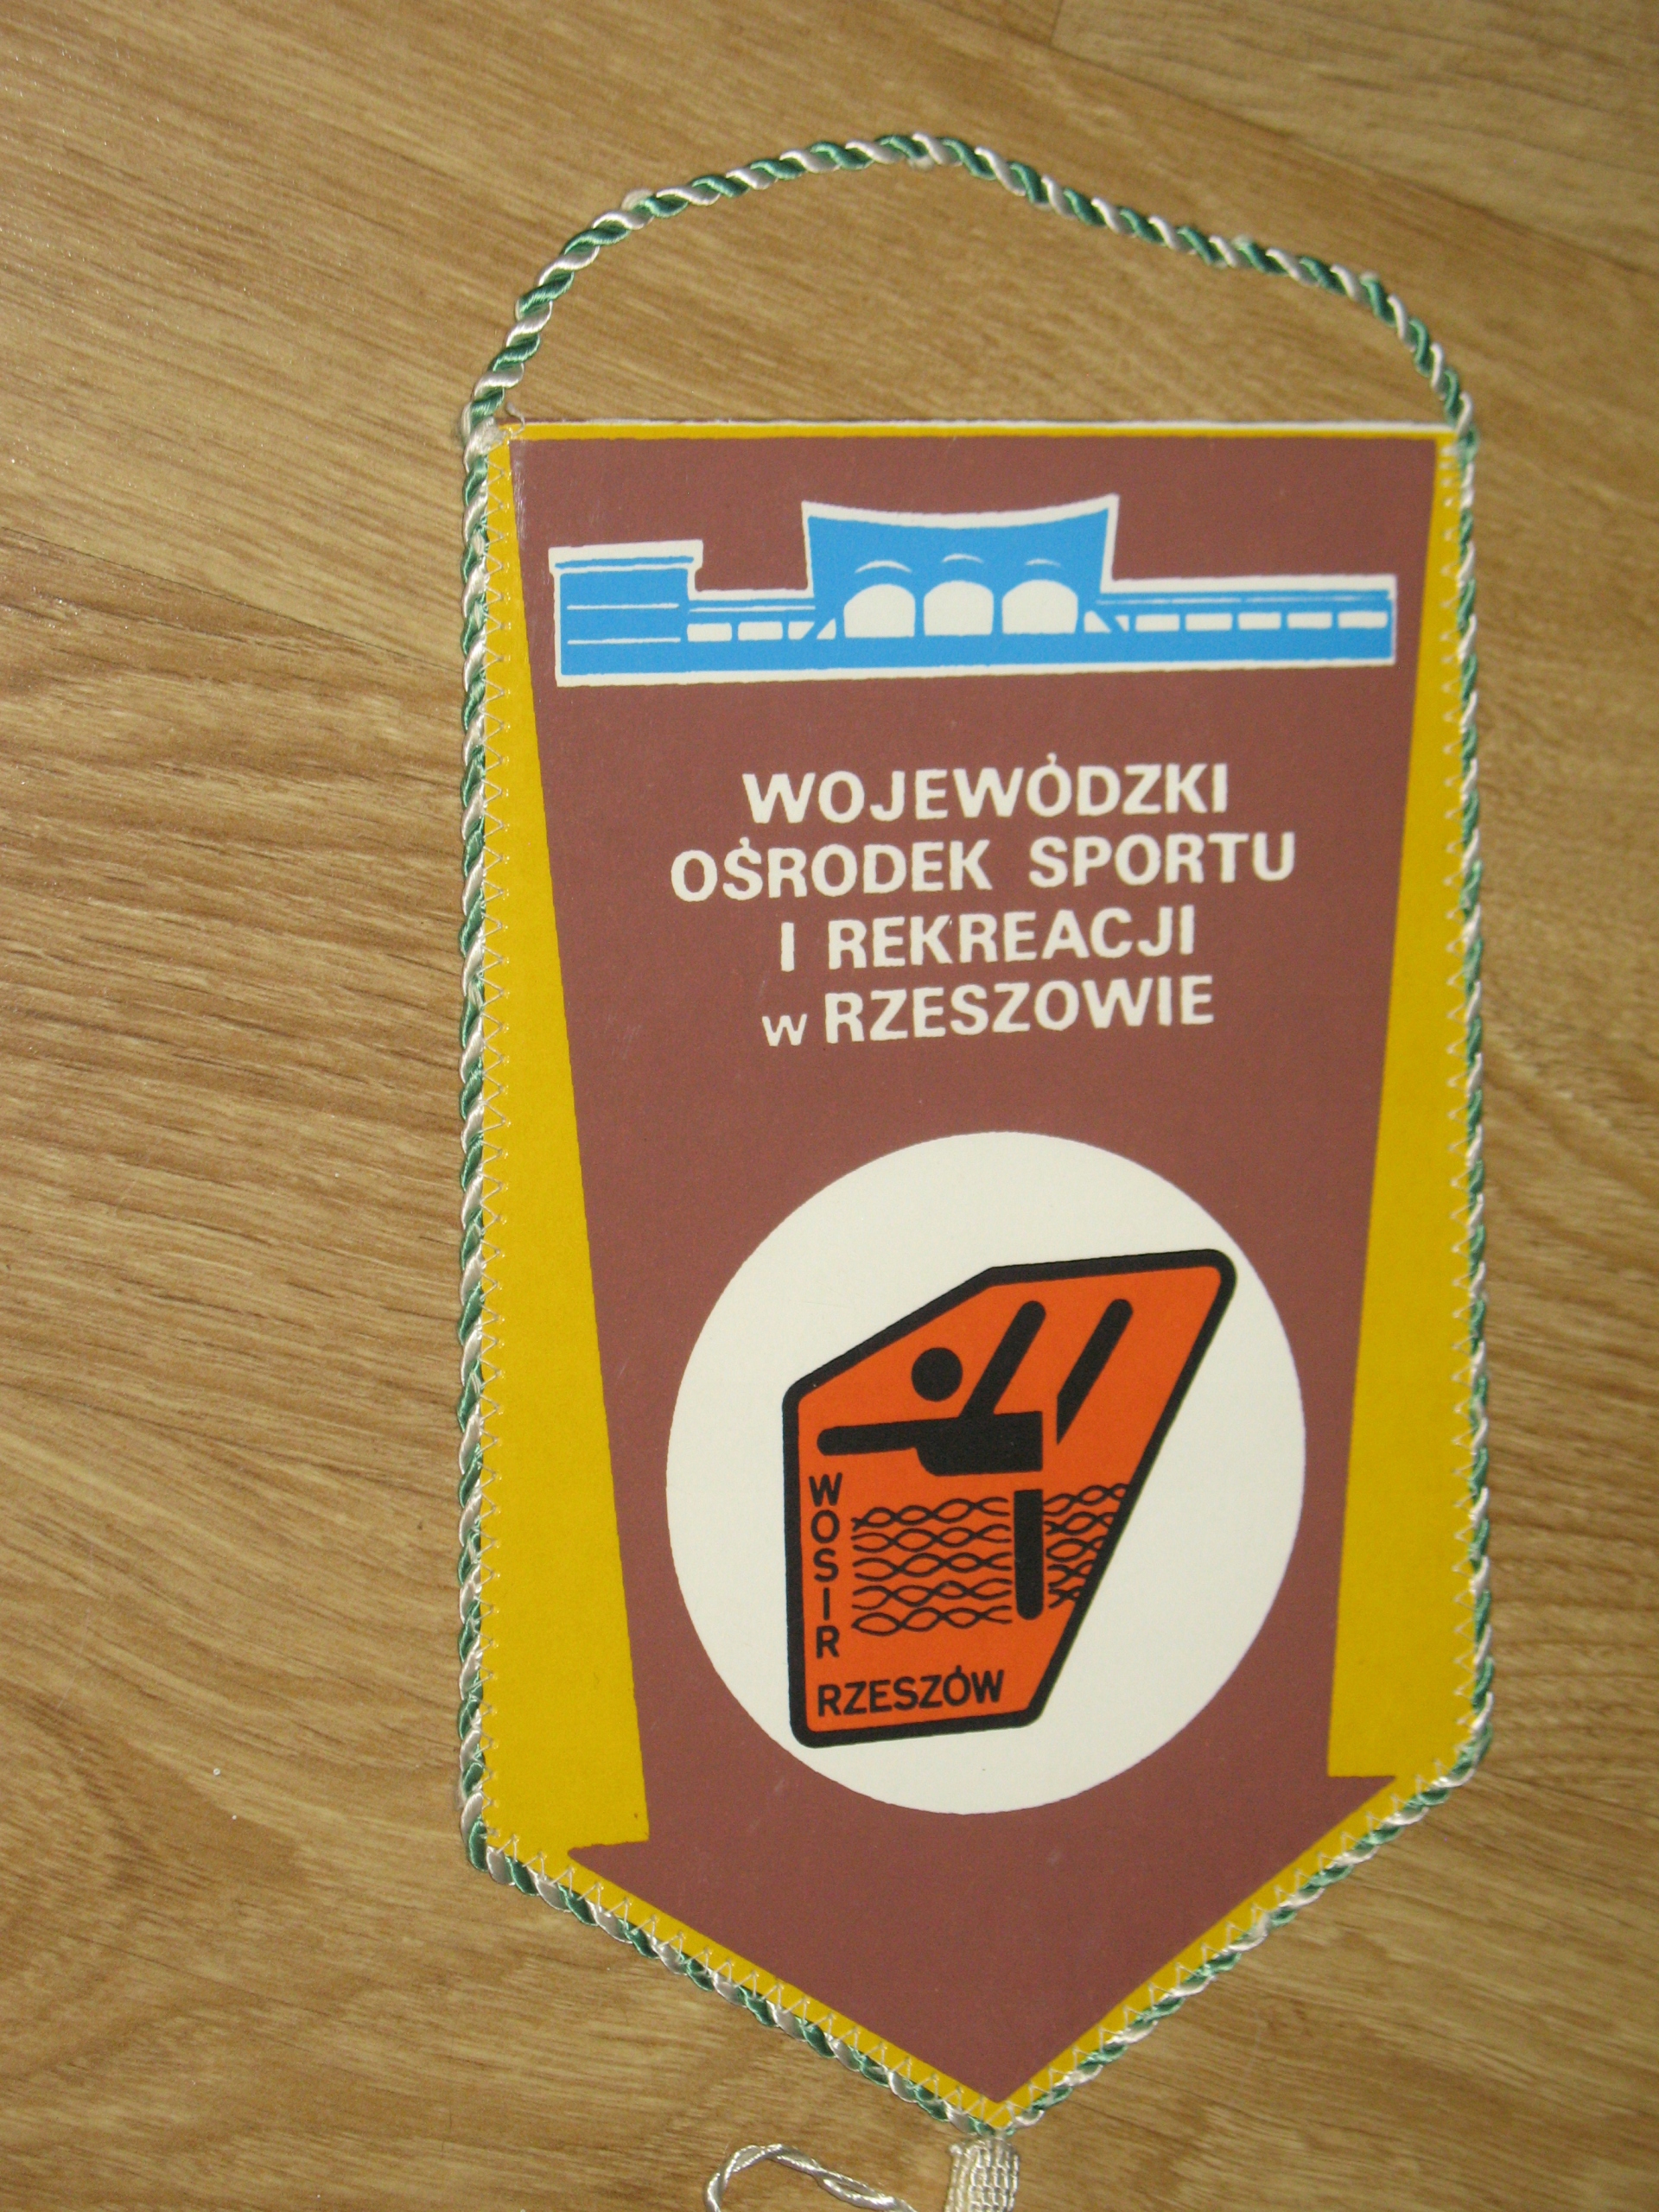 WOJEWÓDZKI
OŚRODEK SPORTU
I REKREACJI
w RZESZOWIE
WOSIR
RZESZÓW